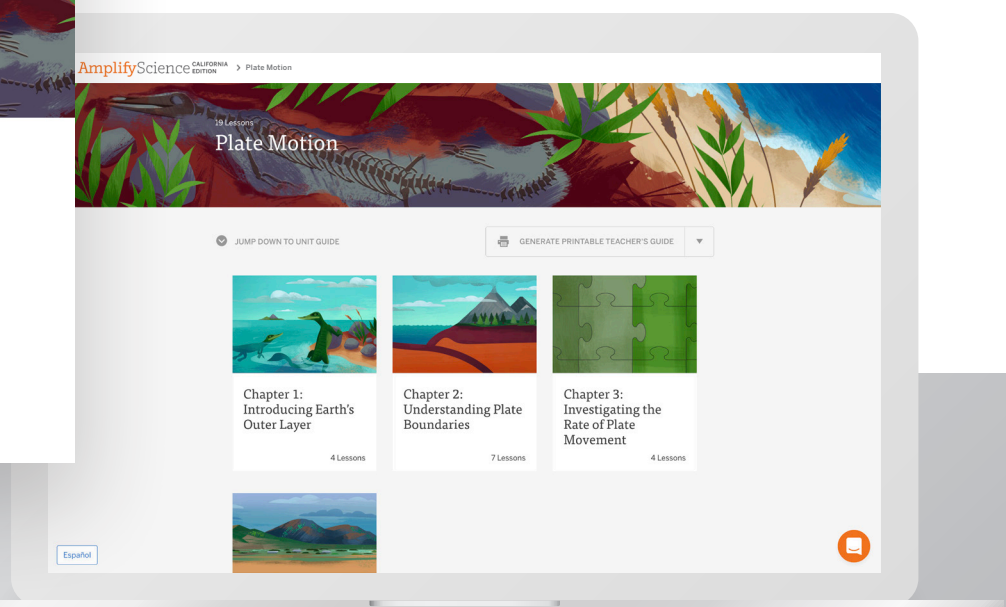 AmplifyScience CALIFORNIA EDITION > Plate Motion
19 Lessons
Plate Motion
JUMP DOWN TO UNIT GUIDE
GENERATE PRINTABLE TEACHER'S GUIDE
Chapter 1:
Introducing Earth's
Outer Layer
4 Lessons
Chapter 2:
Understanding Plate
Boundaries
7 Lessons
Chapter 3:
Investigating the
Rate of Plate
Movement
4 Lessons
Español